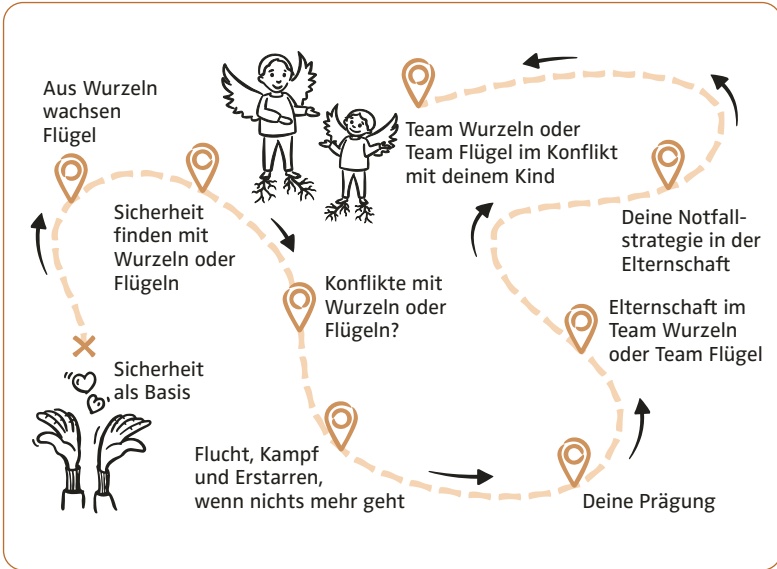 Sicherheit
als Basis
Aus Wurzeln
wachsen
Flügel
Sicherheit
finden mit
Wurzeln oder
Flügeln
Konflikte mit
Wurzeln oder
Flügeln?
Flucht, Kampf
und Erstarren,
wenn nichts mehr geht
Deine Prägung
Elternschaft im
Team Wurzeln
oder Team Flügel
Deine Notfall-
strategie in der
Elternschaft
Team Wurzeln oder
Team Flügel im Konflikt
mit deinem Kind